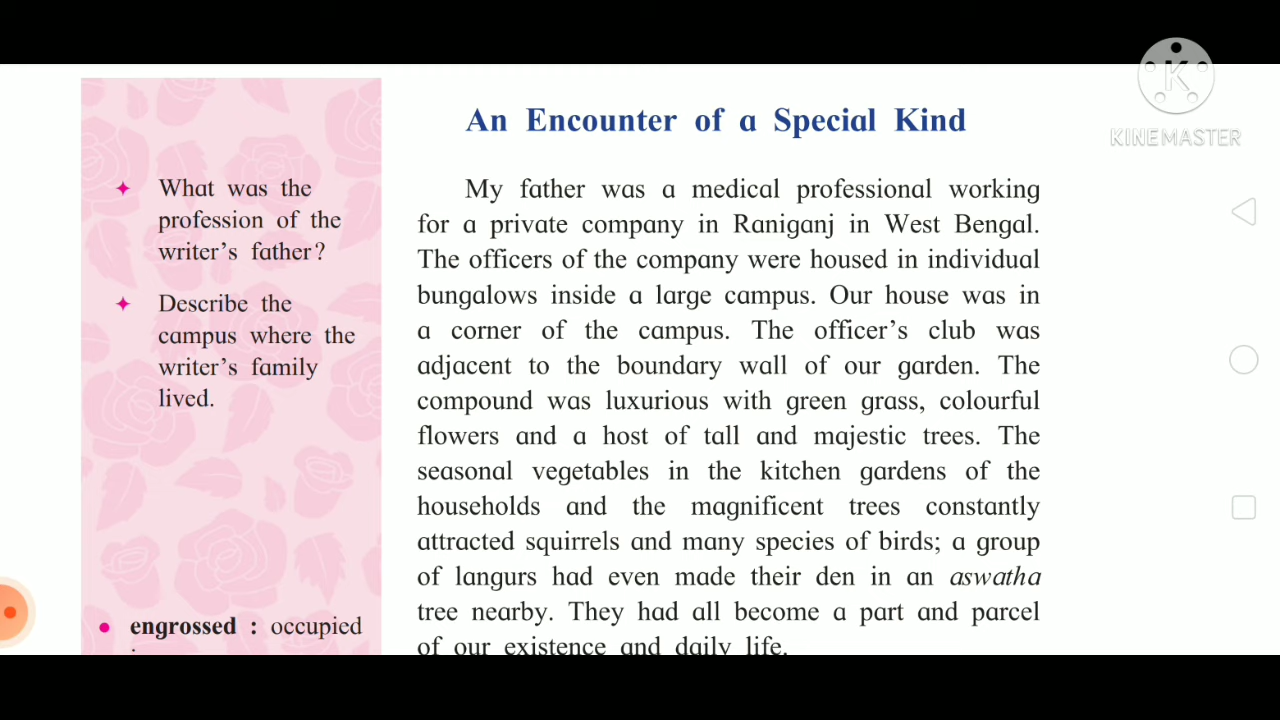 An Encounter of a Special Kind
KINEMASTER
What was the
profession of the
writer's father?
Describe the
campus where the
writer's family
lived.
engrossed : occupied
My father was a medical professional working
for a private company in Raniganj in West Bengal.
The officers of the company were housed in individual
bungalows inside a large campus. Our house was in
a corner of the campus. The officer's club was
adjacent to the boundary wall of our garden. The
compound was luxurious with green grass, colourful
flowers and a host of tall and majestic trees. The
seasonal vegetables in the kitchen gardens of the
households and the magnificent trees constantly
attracted squirrels and many species of birds; a group
of langurs had even made their den in an aswatha
tree nearby. They had all become a part and parcel
of our existence and daily life.